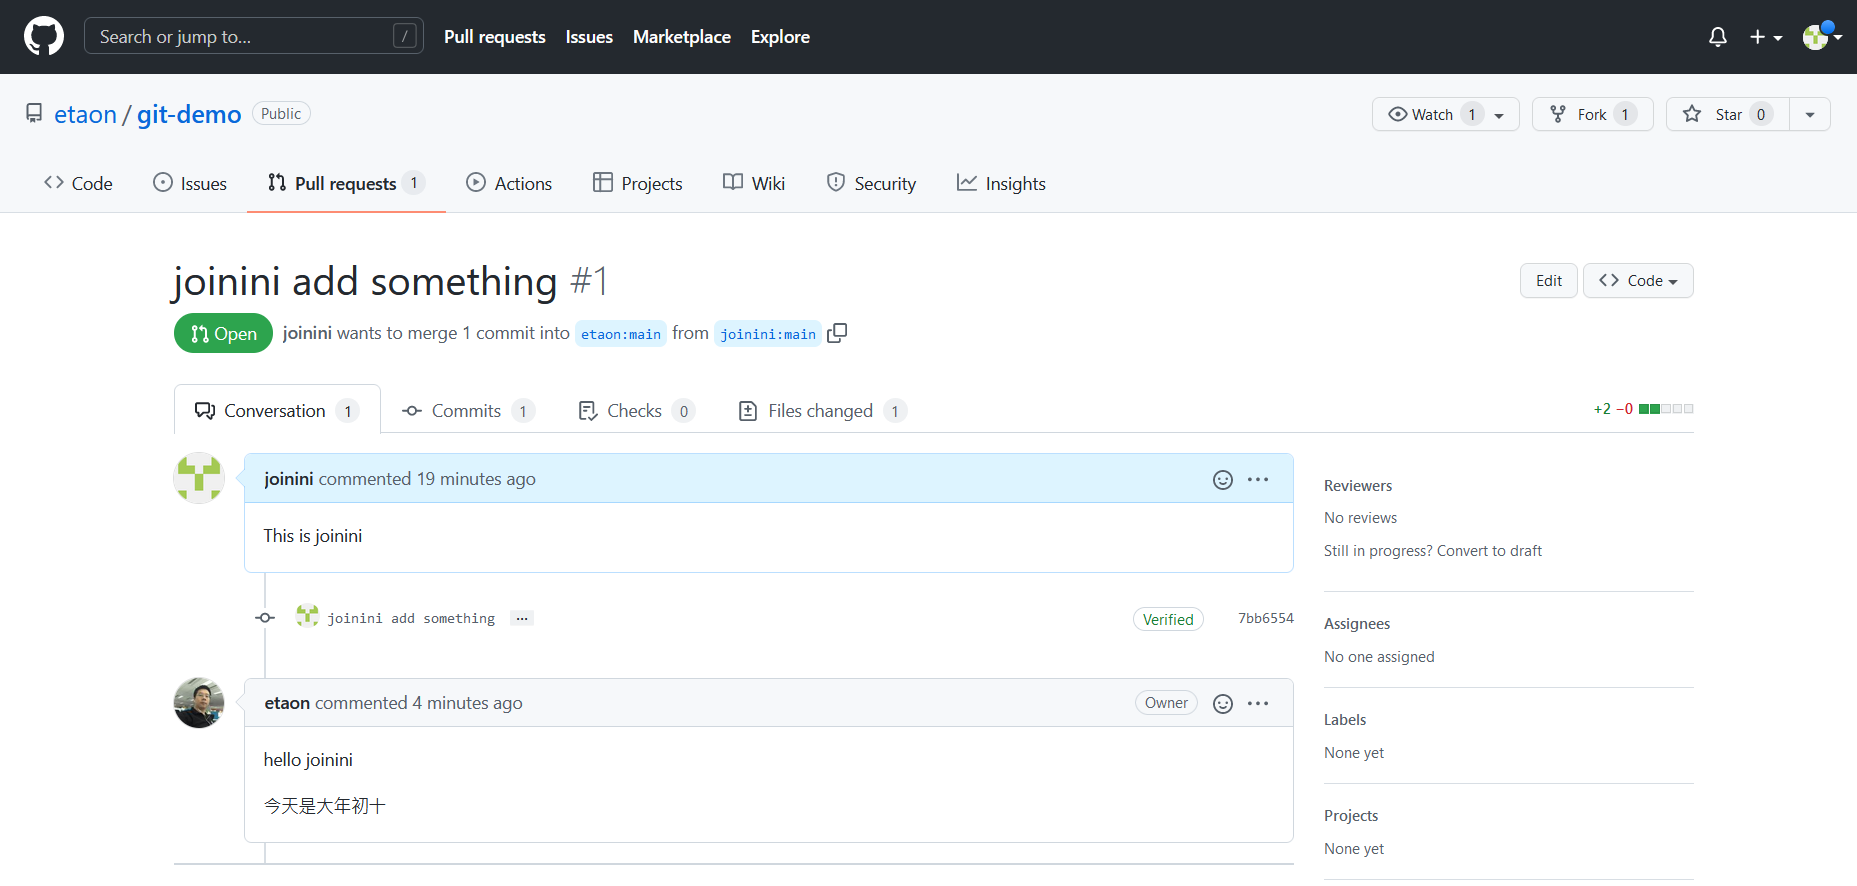 Search or jump to... /
Pull requests Issues Marketplace Explore
etaon / git-demo Public
Watch 1 Fork 1 Star 0
Code Issues Pull requests 1 Actions Projects Wiki Security Insights
joinini add something #1
Edit Code
Open joinini wants to merge 1 commit into etaon:main from joinini:main
Conversation 1 Commits 1 Checks 0 Files changed 1
+2 −0
joinini commented 19 minutes ago
This is joinini
joinini add something ... Verified 7bb6554
etaon commented 4 minutes ago Owner
hello joinini
今天是大年初十
Reviewers
No reviews
Still in progress? Convert to draft
Assignees
No one assigned
Labels
None yet
Projects
None yet